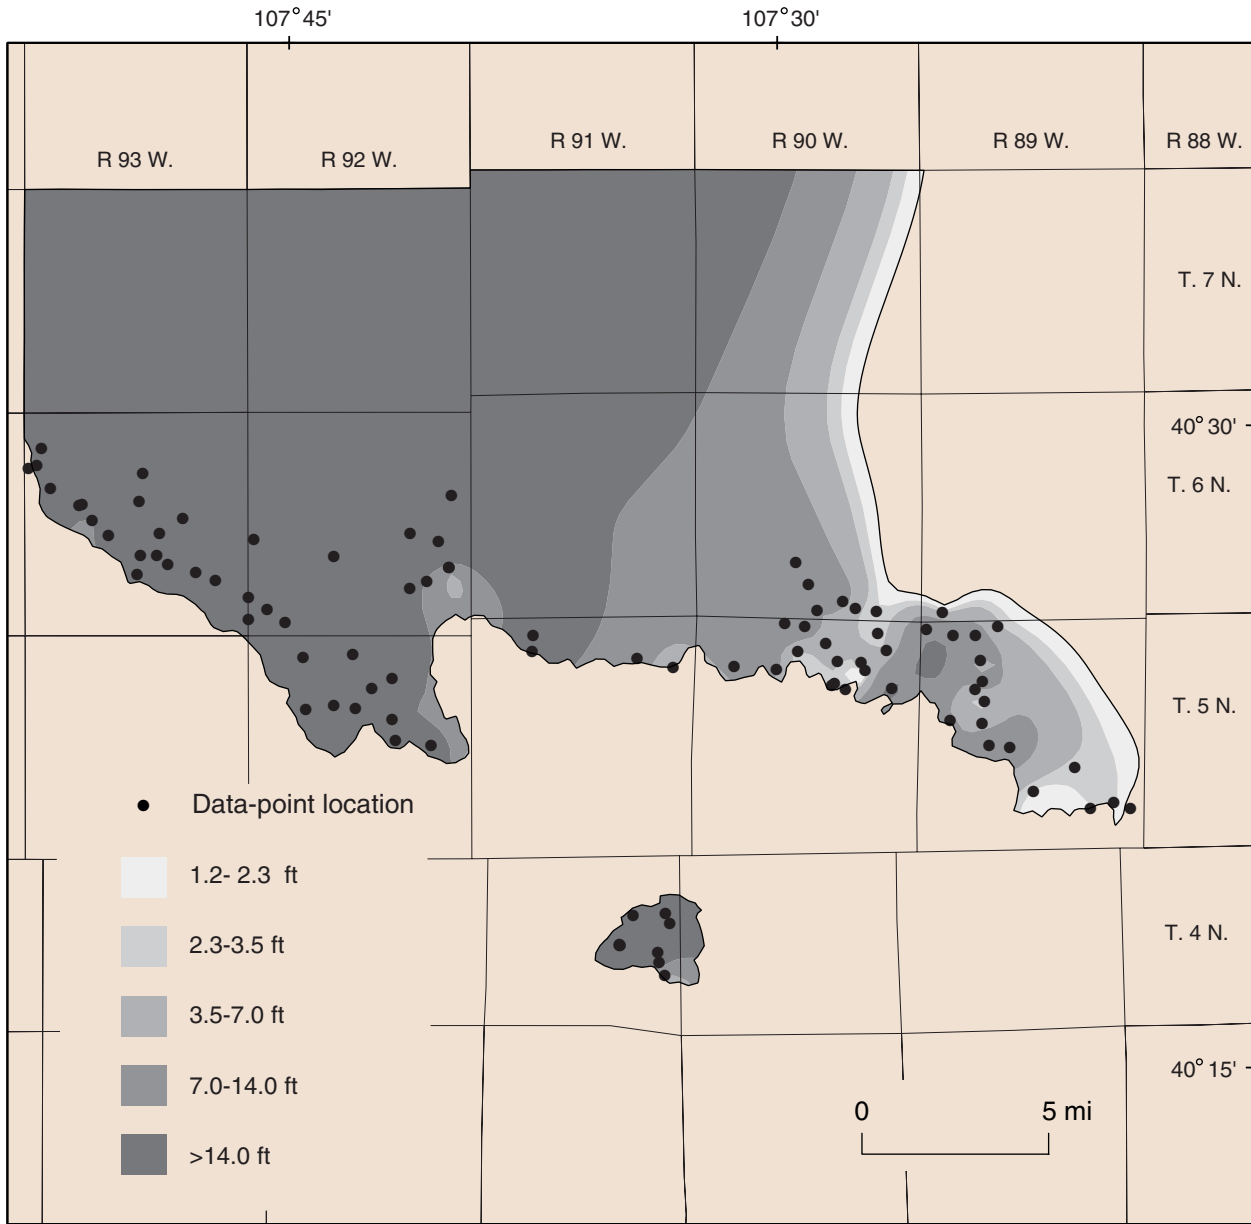 107°45' 107°30'
R 93 W. R 92 W. R 91 W. R 90 W. R 89 W. R 88 W.
T. 7 N.
40°30'
T. 6 N.
T. 5 N.
Data-point location
1.2- 2.3 ft
2.3-3.5 ft
T. 4 N.
3.5-7.0 ft
40°15'
7.0-14.0 ft
0 5 mi
>14.0 ft